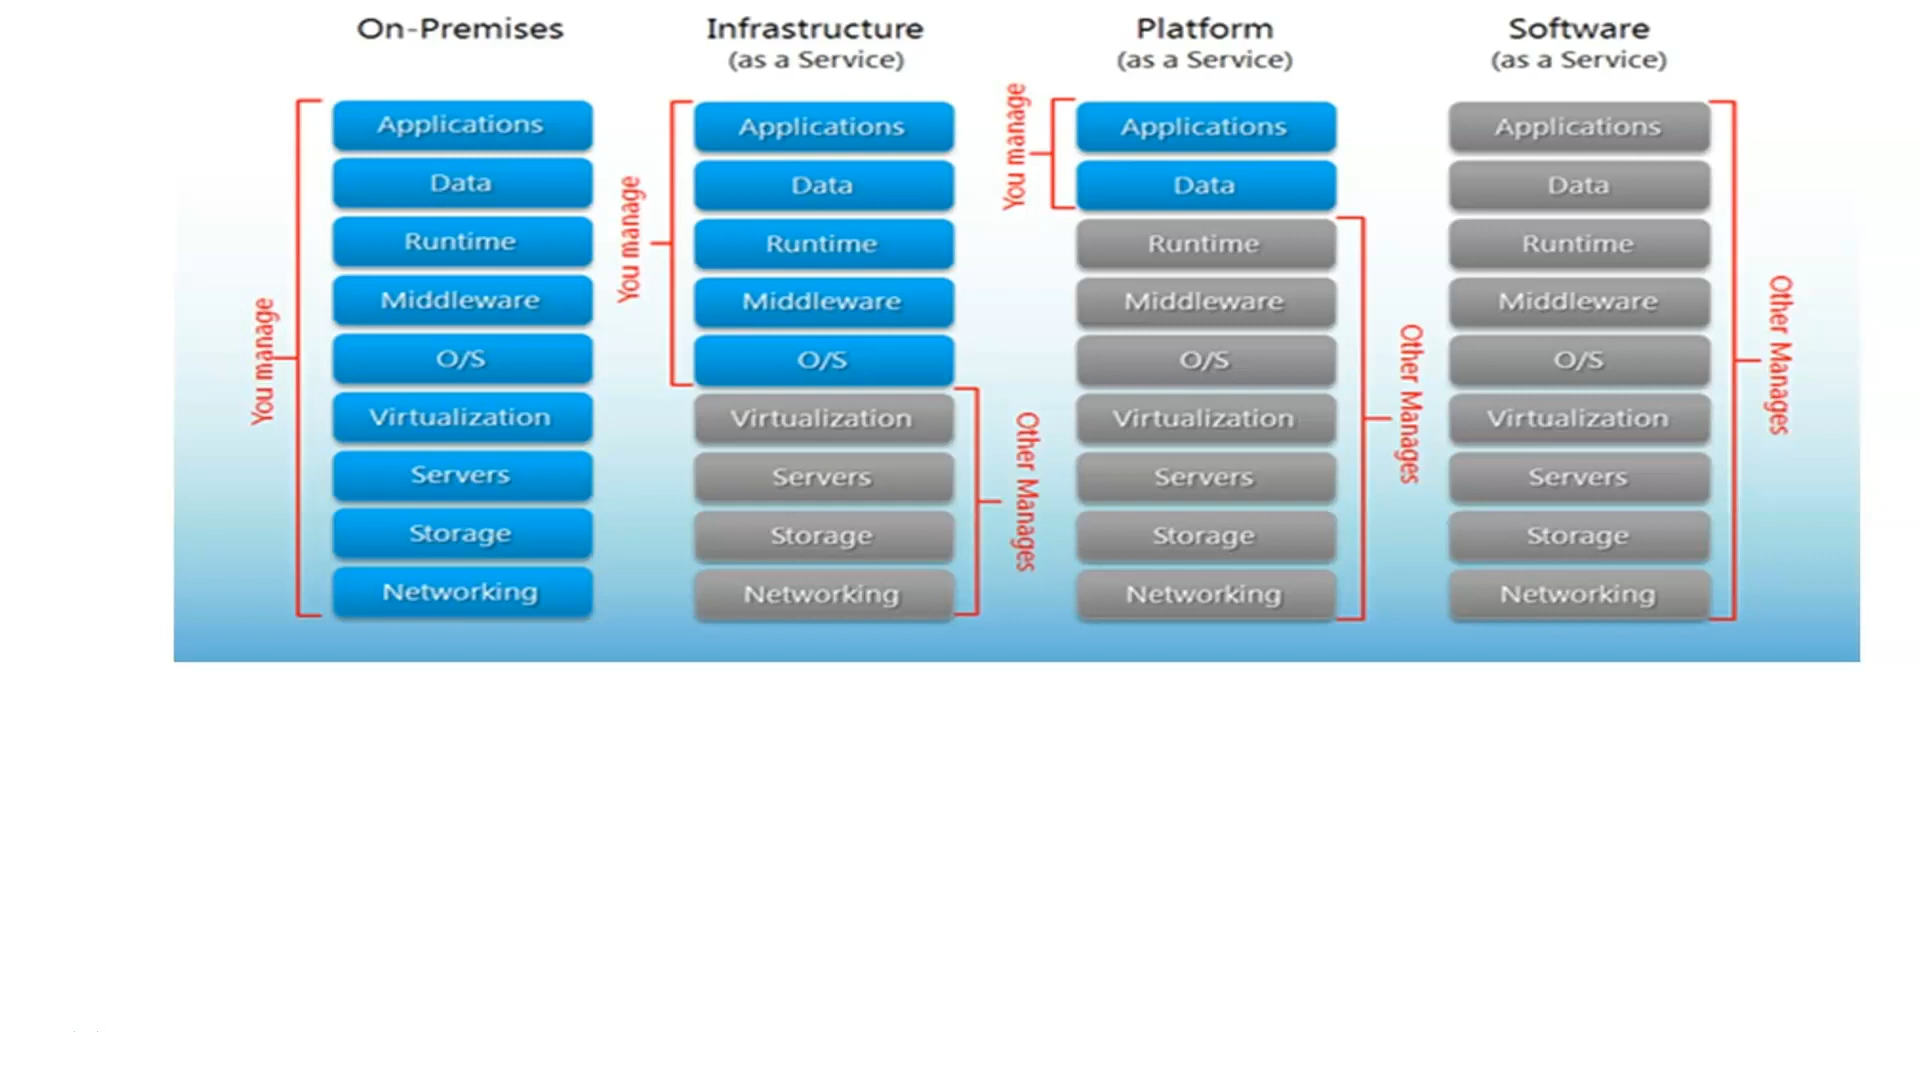 On-Premises
You manage
Applications
Data
Runtime
Middleware
O/S
Virtualization
Servers
Storage
Networking
Infrastructure
(as a Service)
You manage
Applications
Data
Runtime
Middleware
O/S
Virtualization
Servers
Storage
Networking
Other Manages
Platform
(as a Service)
You manage
Applications
Data
Runtime
Middleware
O/S
Virtualization
Servers
Storage
Networking
Other Manages
Software
(as a Service)
Applications
Data
Runtime
Middleware
O/S
Virtualization
Servers
Storage
Networking
Other Manages